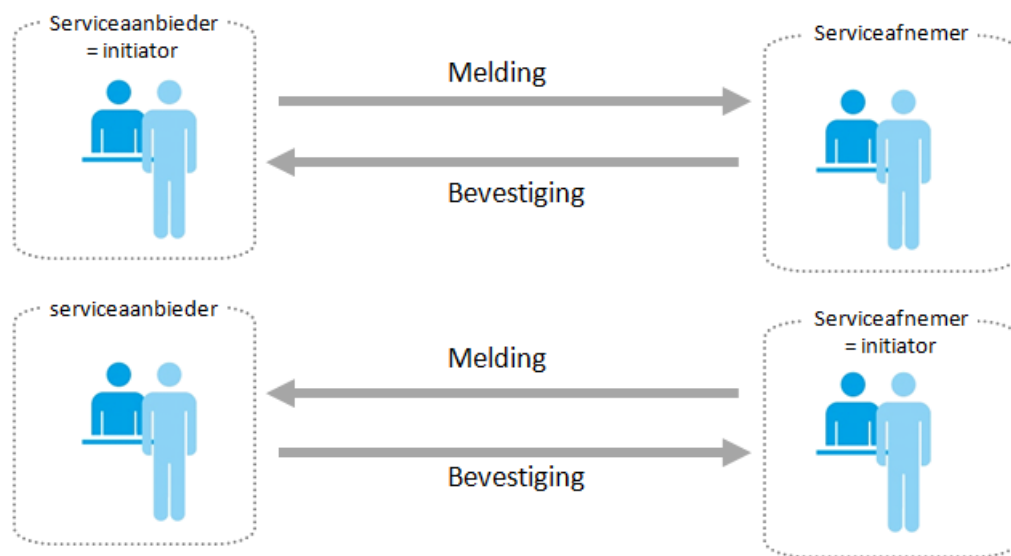 Serviceaanbieder
= initiator
Melding
Bevestiging
Serviceafnemer
serviceaanbieder
Melding
Bevestiging
Serviceafnemer
= initiator